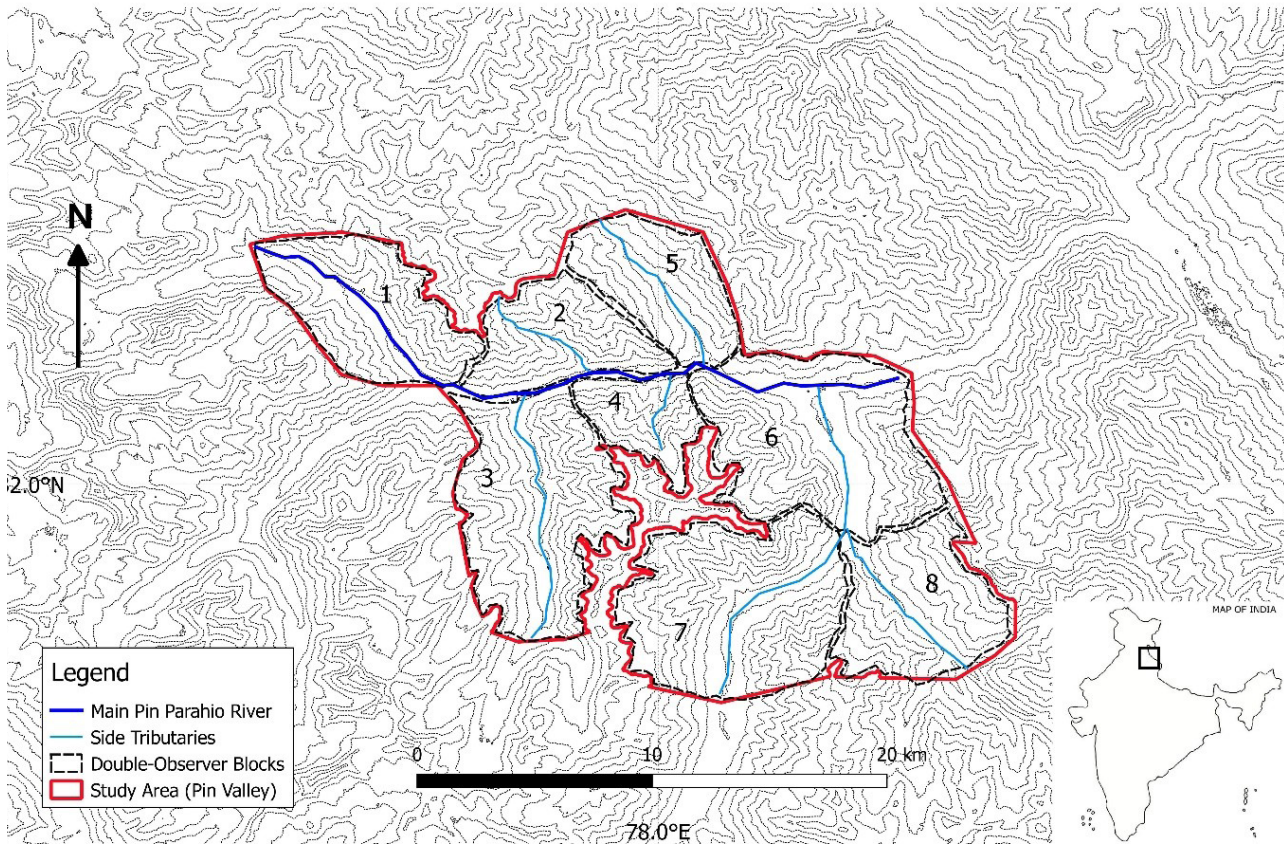 N
1
2
5
3
4
6
7
8
2.0°N
78.0°E
0 10 20 km
Legend
Main Pin Parahio River
Side Tributaries
Double-Observer Blocks
Study Area (Pin Valley)
MAP OF INDIA